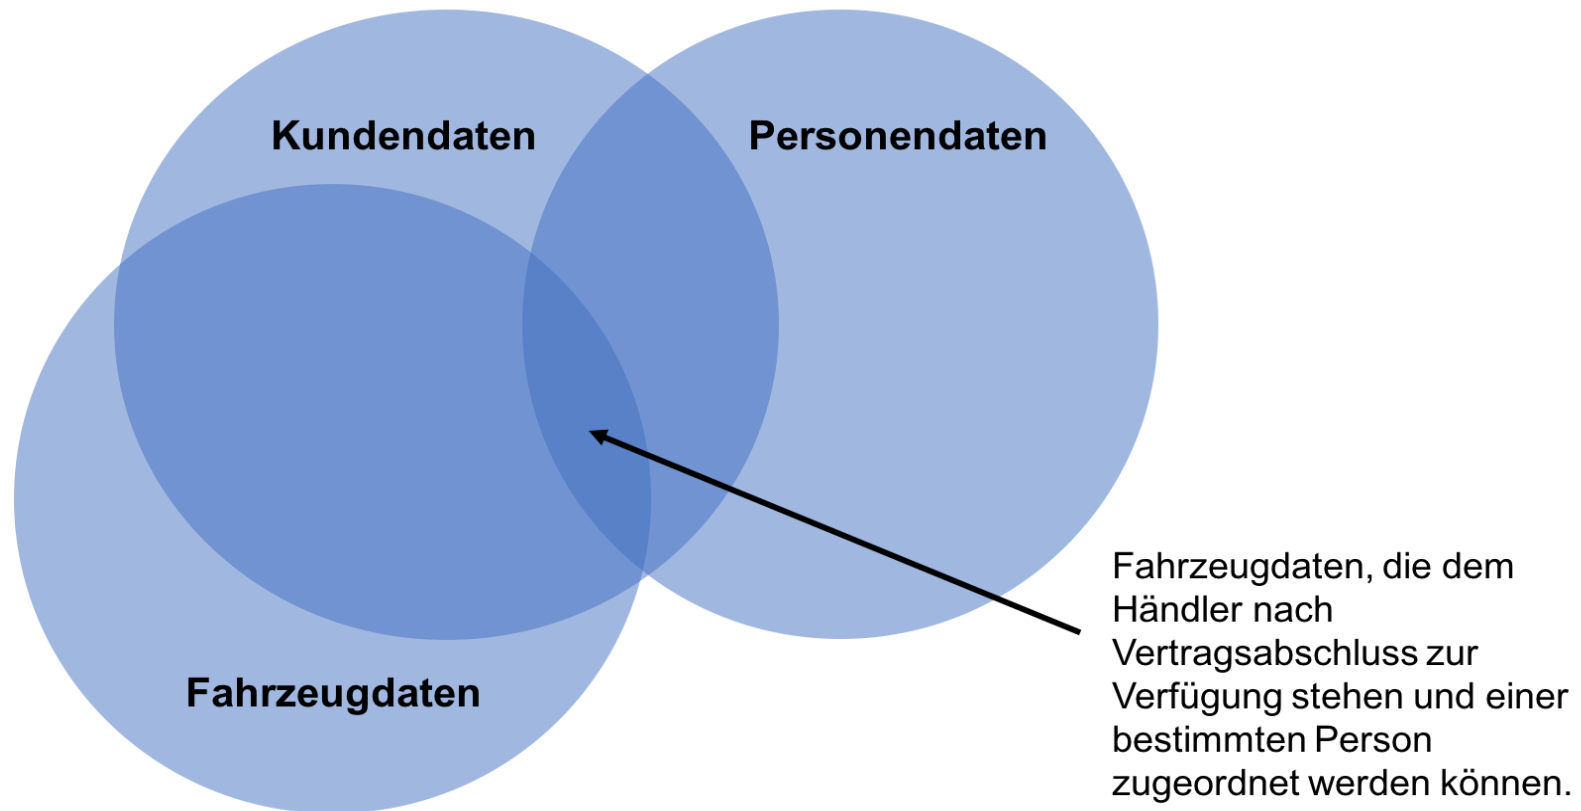 Kundendaten
Personendaten
Fahrzeugdaten
Fahrzeugdaten, die dem
Händler nach
Vertragsabschluss zur
Verfügung stehen und einer
bestimmten Person
zugeordnet werden können.